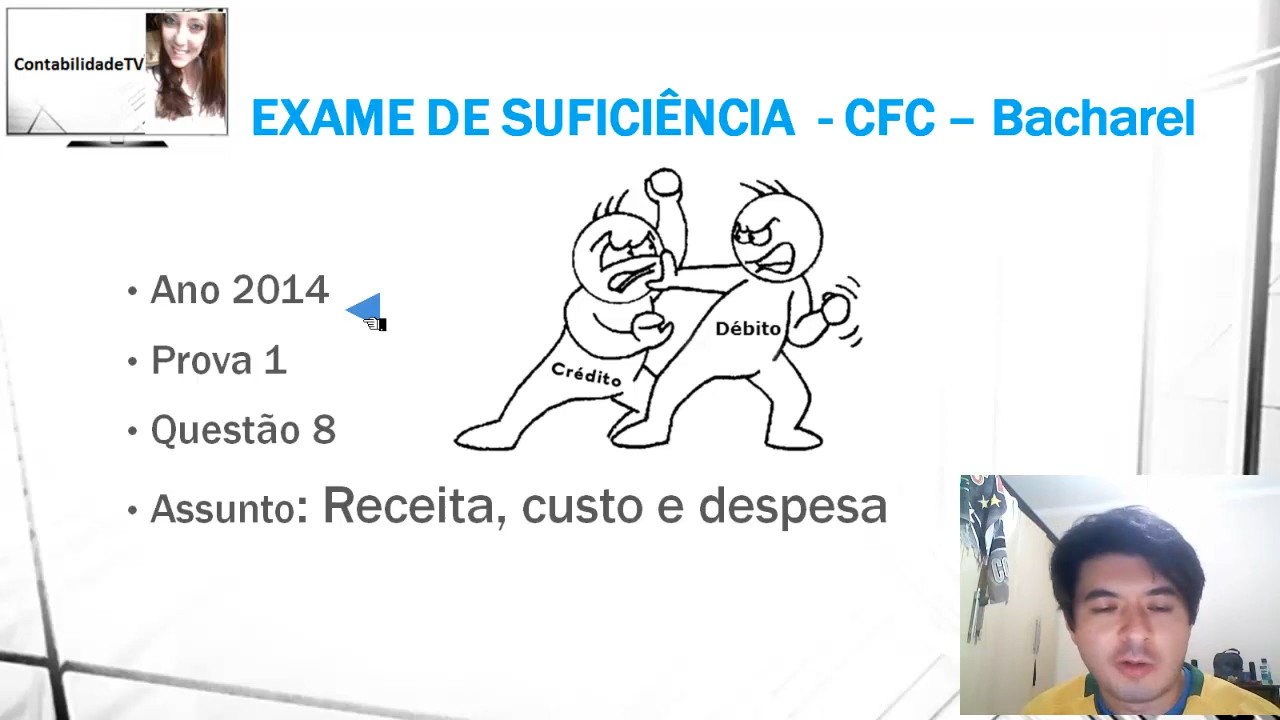 ContabilidadeTV
EXAME DE SUFICIÊNCIA - CFC – Bacharel
• Ano 2014
• Prova 1
• Questão 8
• Assunto: Receita, custo e despesa
Crédito
Débito